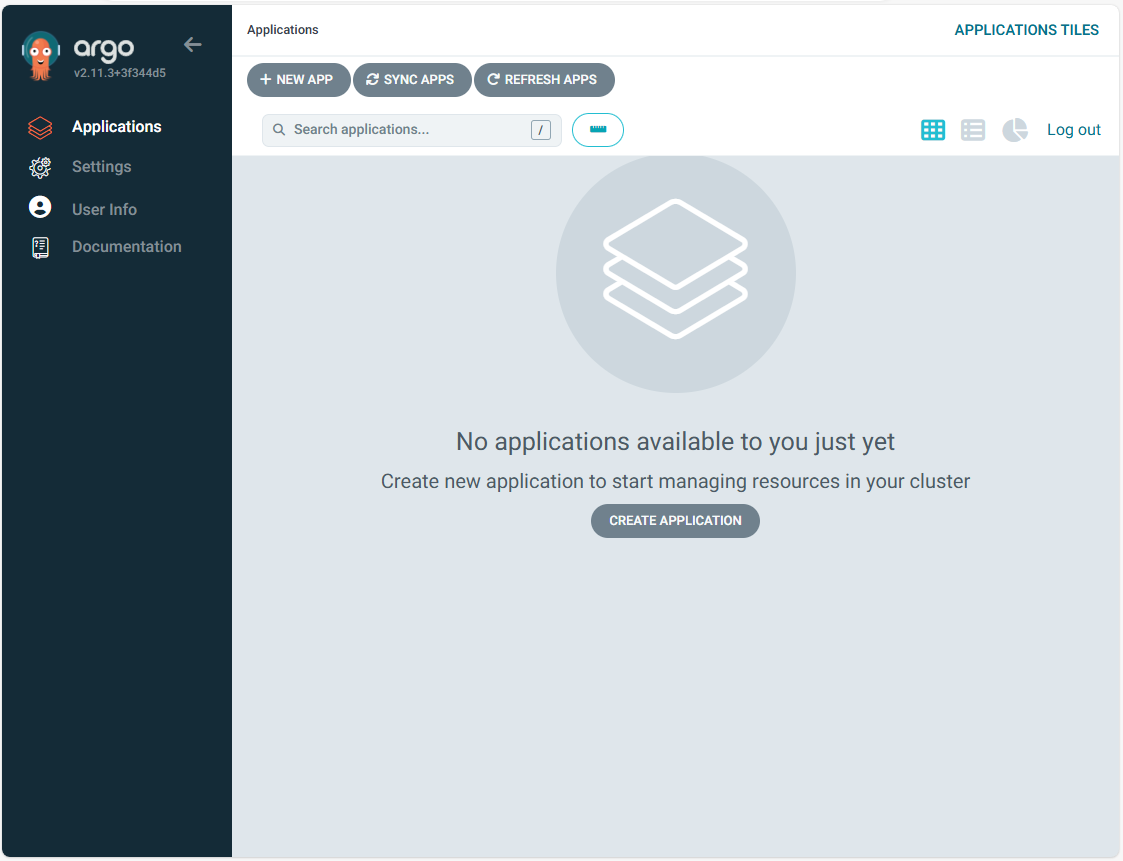 argo
v2.11.3+3f344d5
Applications
Settings
User Info
Documentation
Applications
APPLICATIONS TILES
NEW APP
SYNC APPS
REFRESH APPS
Search applications...
/
Log out
No applications available to you just yet
Create new application to start managing resources in your cluster
CREATE APPLICATION